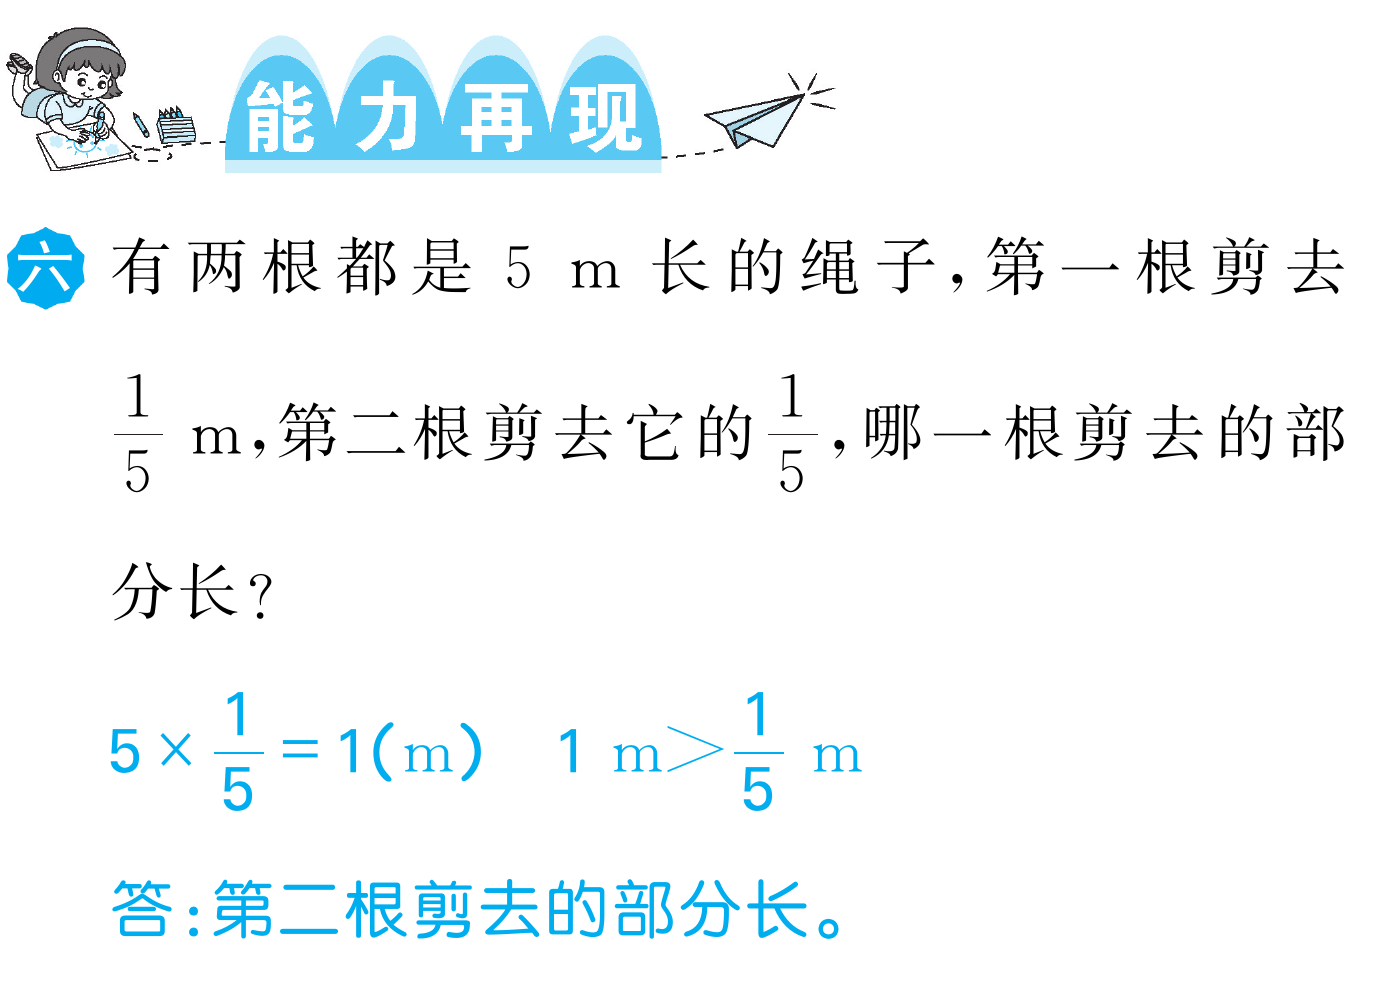 能力再现
六 有两根都是 5 m 长的绳子,第一根剪去
1/5 m,第二根剪去它的1/5,哪一根剪去的部
分长?
5×1/5=1(m) 1 m>1/5 m
答:第二根剪去的部分长。